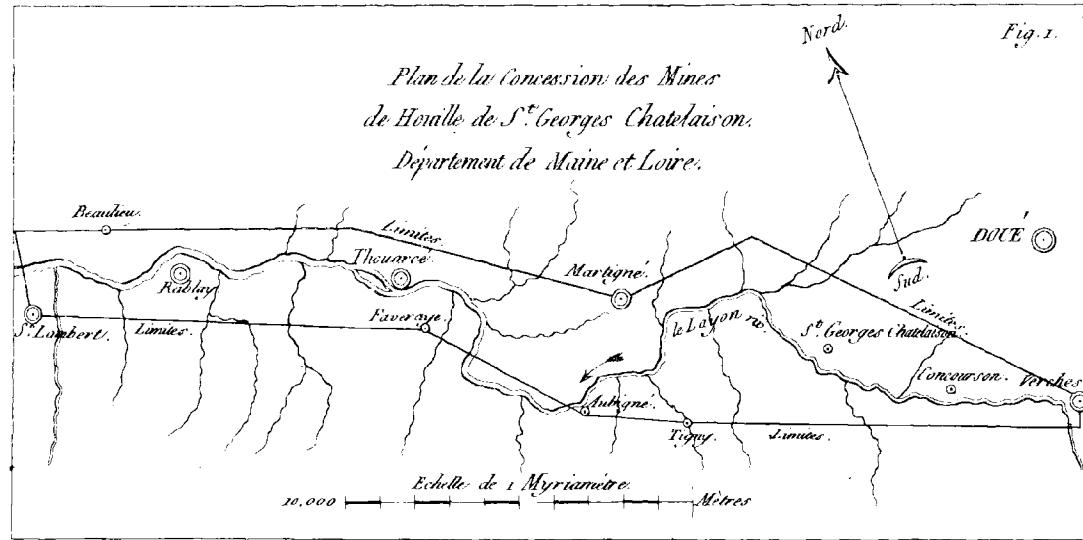 Fig. 1.
Plan de la Concession des Mines
de Houille de St. Georges Chatelaison.
Département de Maine et Loire.
Nord.
Sud.
DOUÉ
Beaulieu.
Limites.
Thouarcé.
Martigné.
Rablay
St. Lambert.
Limites.
Faveraye.
le Layon riv.
Limites.
St. Georges Chatelaison.
Concourson.
Verches
Aubigné.
Tigny.
Limites.
Echelle de 1 Myriamétre.
10,000 Mètres